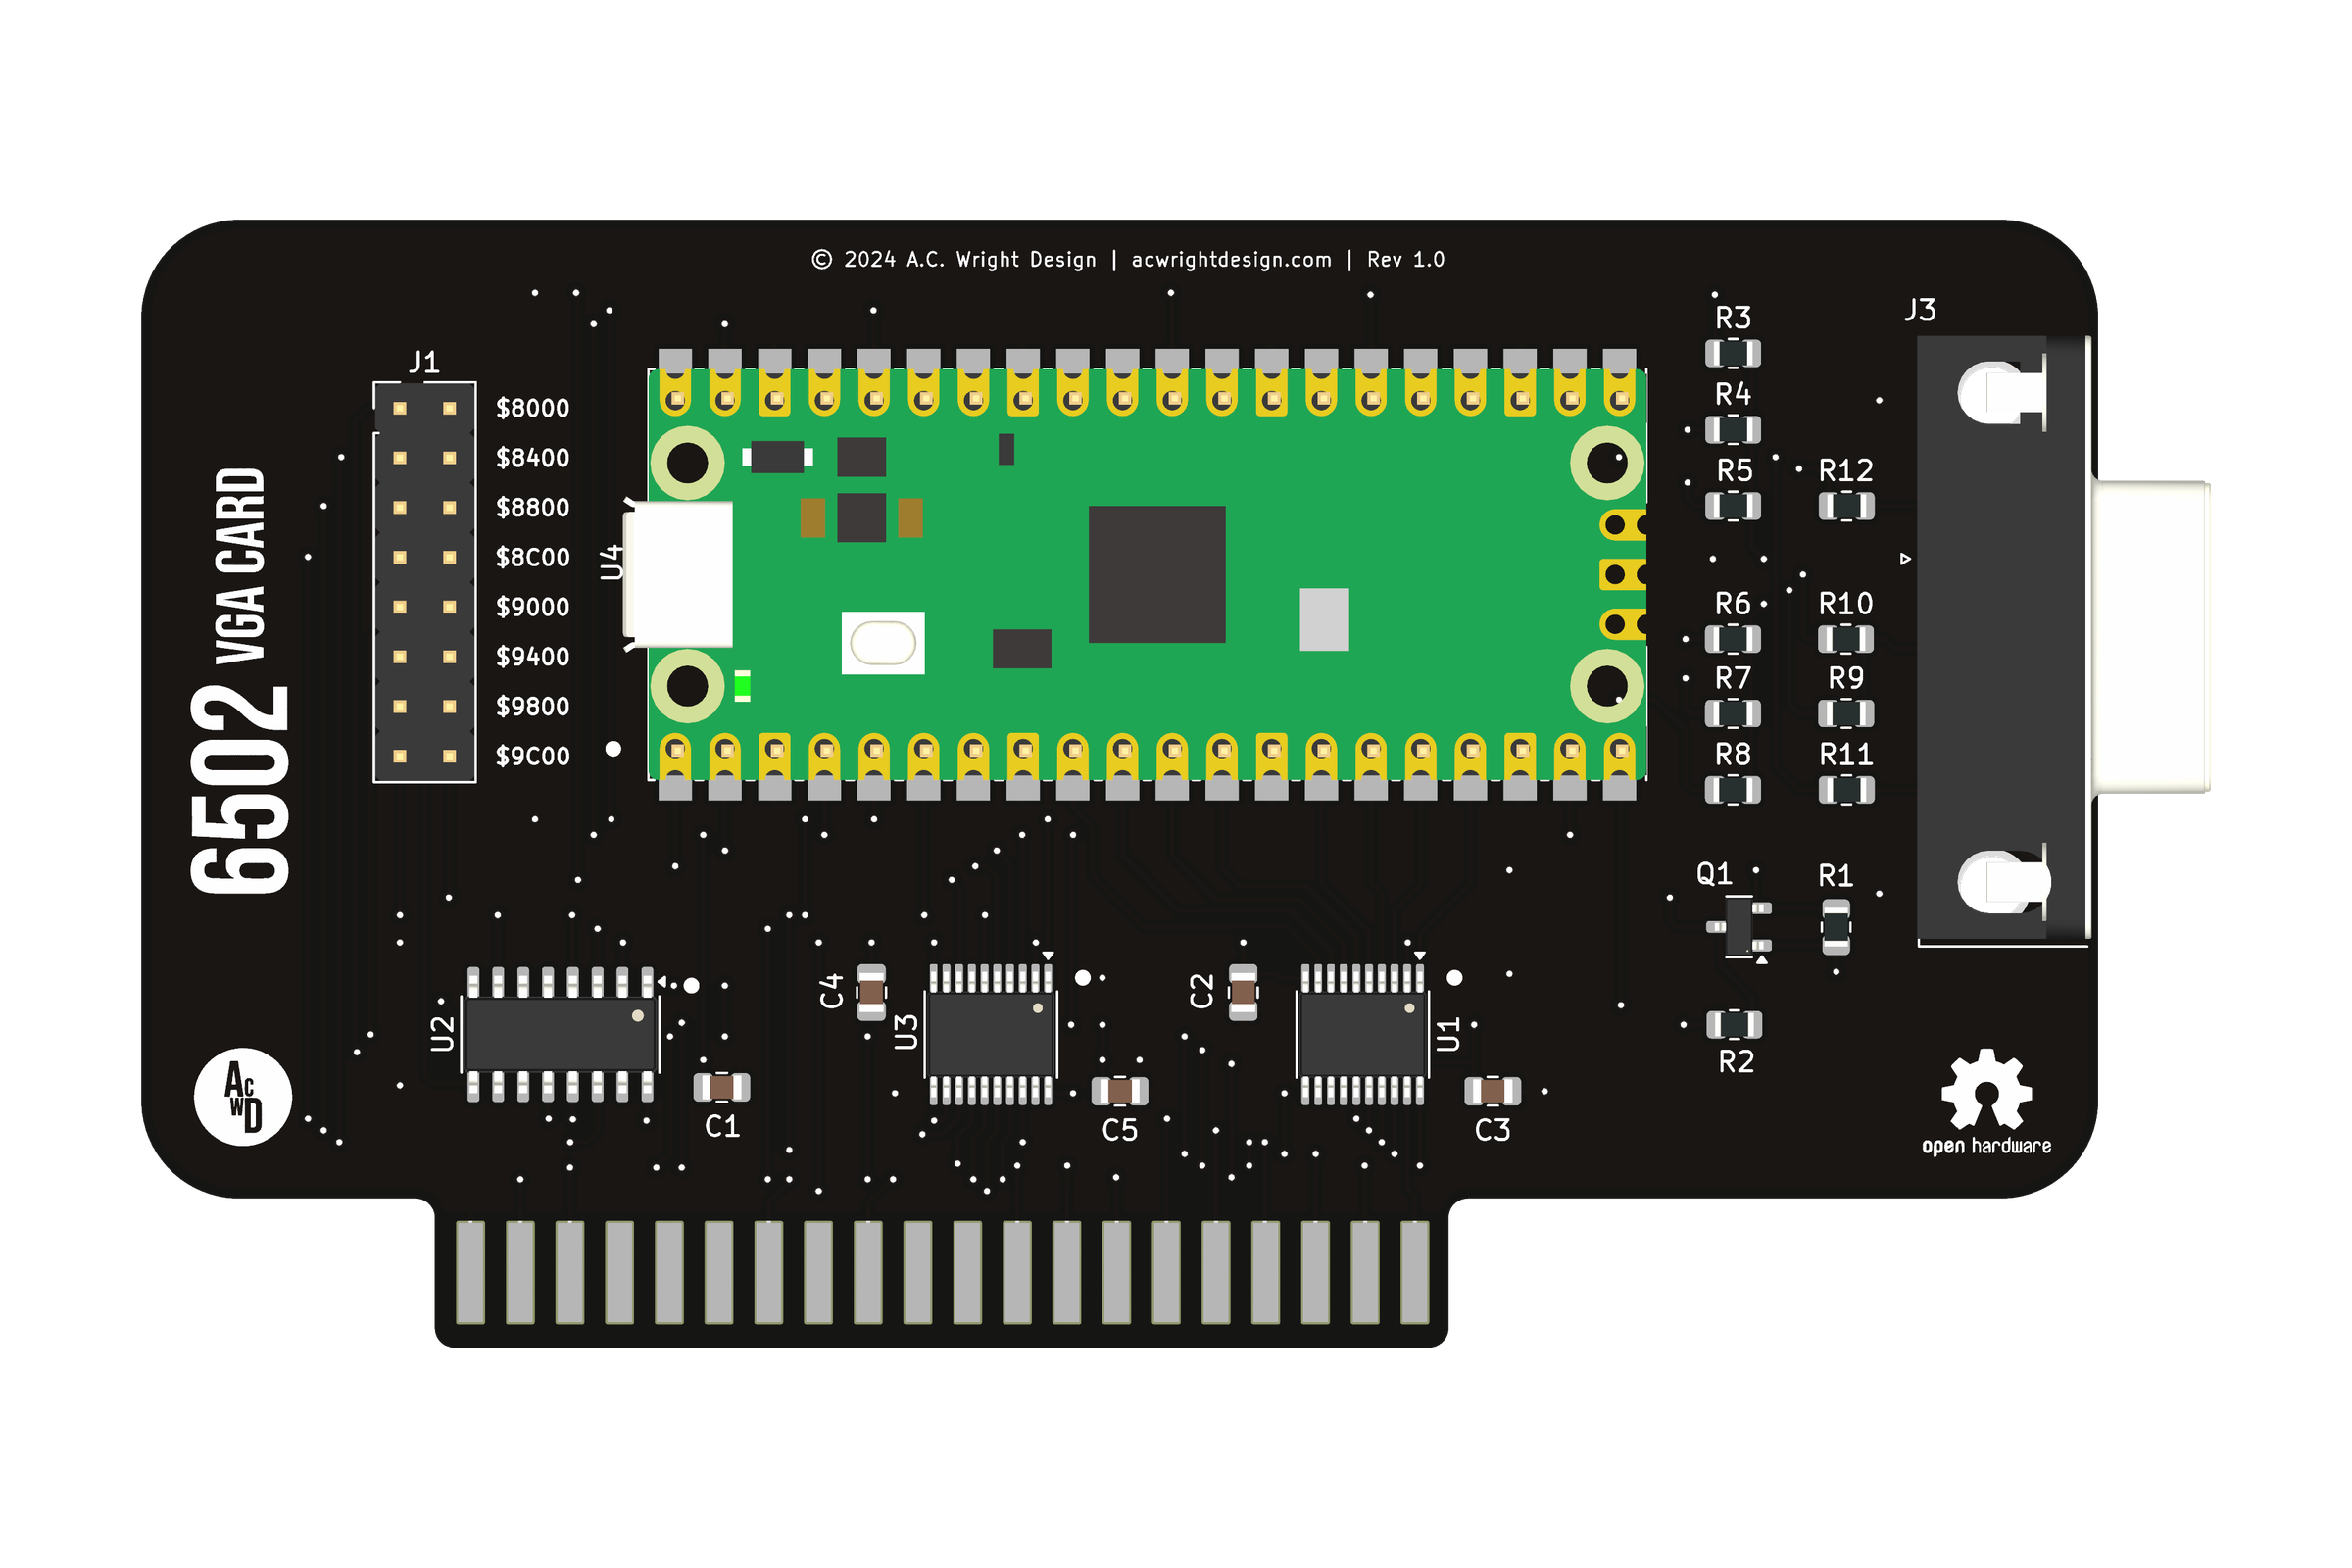 © 2024 A.C. Wright Design | acwrightdesign.com | Rev 1.0
6502 VGA CARD
J1
$8000
$8400
$8800
$8C00
$9000
$9400
$9800
$9C00
U4
R3
R4
R5
R12
R6
R10
R7
R9
R8
R11
J3
Q1
R1
R2
U2
C1
C4
U3
C5
C2
U1
C3
ACWD
open hardware